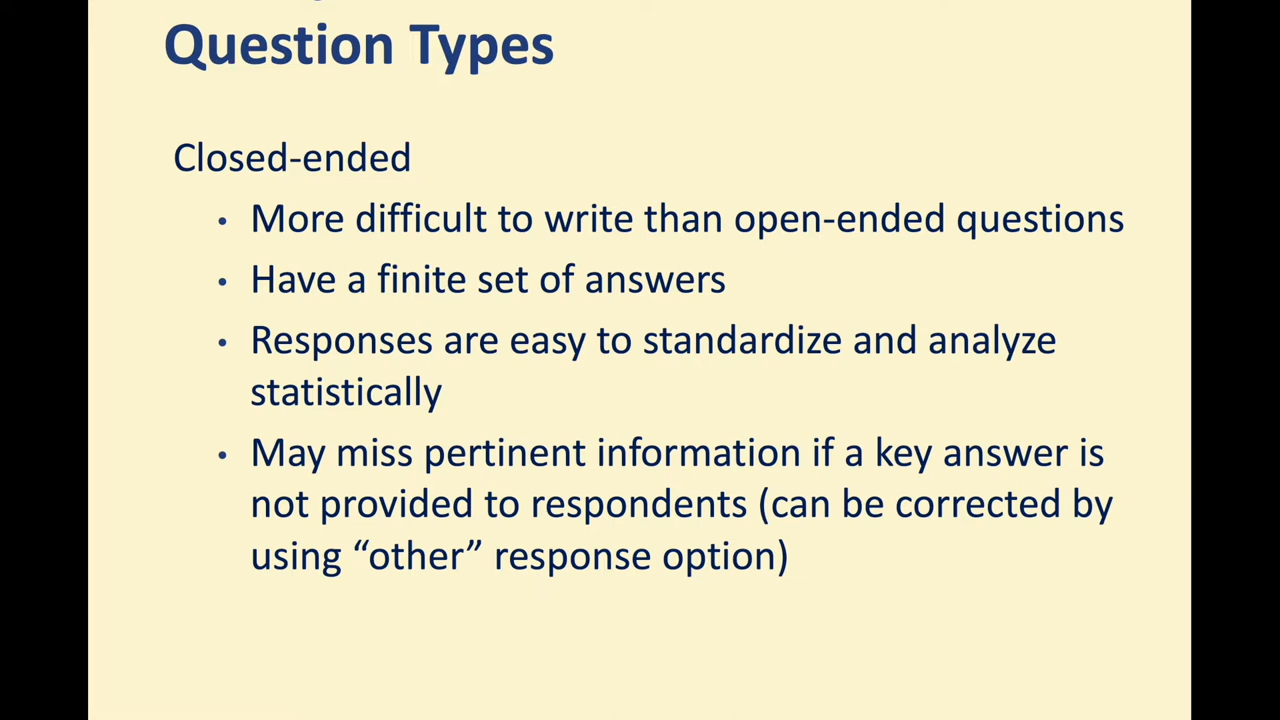 Question Types
Closed-ended
• More difficult to write than open-ended questions
• Have a finite set of answers
• Responses are easy to standardize and analyze
statistically
• May miss pertinent information if a key answer is
not provided to respondents (can be corrected by
using “other” response option)